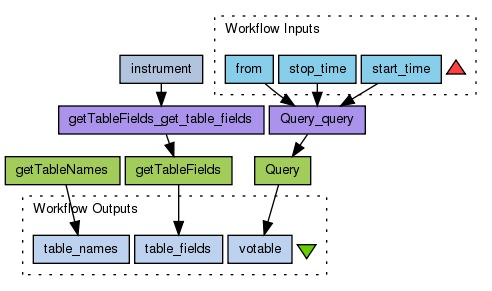 Workflow Inputs
instrument
from
stop_time
start_time
getTableFields_get_table_fields
Query_query
getTableNames
getTableFields
Query
Workflow Outputs
table_names
table_fields
votable